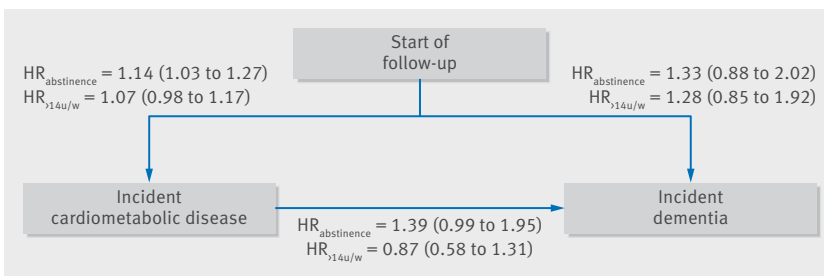 Start of
follow-up
HRabstinence = 1.14 (1.03 to 1.27)
HR>14u/w = 1.07 (0.98 to 1.17)
HRabstinence = 1.33 (0.88 to 2.02)
HR>14u/w = 1.28 (0.85 to 1.92)
Incident
cardiometabolic disease
HRabstinence = 1.39 (0.99 to 1.95)
HR>14u/w = 0.87 (0.58 to 1.31)
Incident
dementia